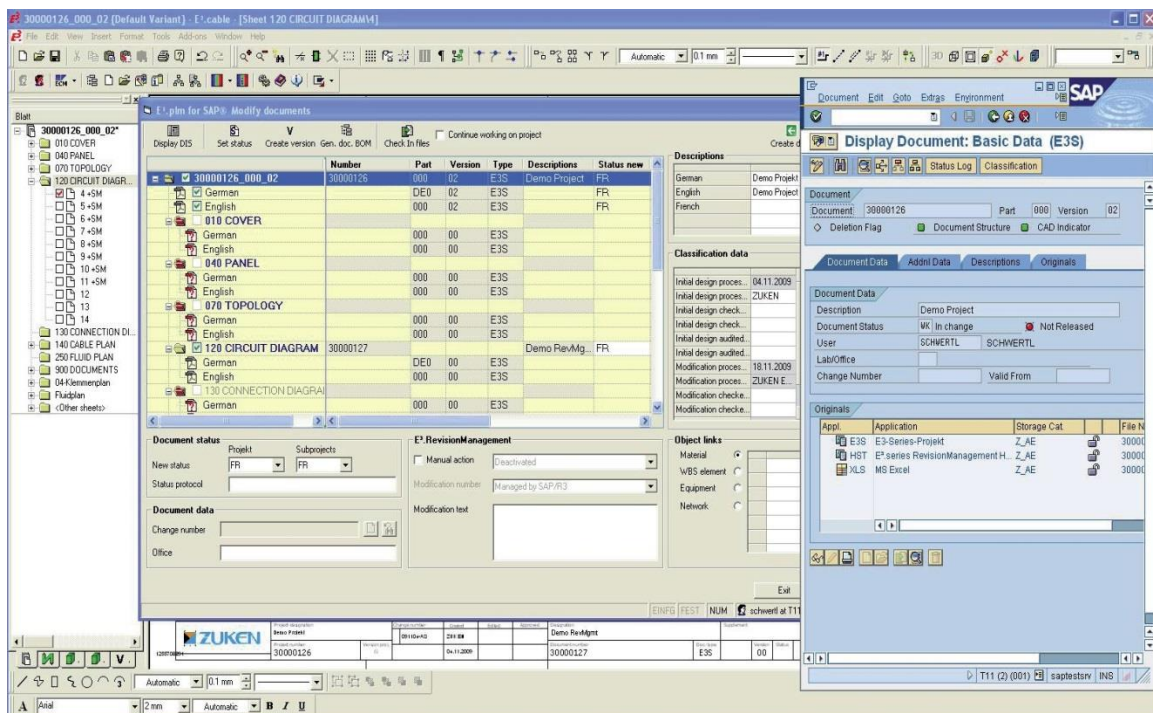 30000126_000_02 {Default Variant} - E³.cable - [Sheet 120 CIRCUIT DIAGRAM\4]
File Edit View Insert Format Tools Add-ons Window Help
Automatic 0.1 mm
3D
Blatt
30000126_000_02*
010 COVER
040 PANEL
070 TOPOLOGY
120 CIRCUIT DIAGR...
4 +SM
5 +SM
6 +SM
7 +SM
8 +SM
9 +SM
10 +SM
11 +SM
12
13
14
130 CONNECTION DI...
140 CABLE PLAN
250 FLUID PLAN
900 DOCUMENTS
04-Klemmenplan
Fluidplan
<Other sheets>
E³.plm for SAP® Modify documents
Display DIS Set status Create version Gen. doc. BOM Check In files Continue working on project Create d
Number Part Version Type Descriptions Status new
30000126_000_02 30000126 000 02 E3S Demo Project FR
German DE0 02 E3S FR
English 000 02 E3S FR
010 COVER
German 000 00 E3S
English 000 00 E3S
040 PANEL
German 000 00 E3S
English 000 00 E3S
070 TOPOLOGY
German 000 00 E3S
English 000 00 E3S
120 CIRCUIT DIAGRAM 30000127 Demo RevMg... FR
German DE0 00 E3S
English 000 00 E3S
130 CONNECTION DIAGRAI
German 000 00 E3S
Descriptions
German Demo Projekt
English Demo Project
French
Classification data
Initial design proces... 04.11.2009
Initial design proces... ZUKEN
Initial design check...
Initial design check...
Initial design audited...
Initial design audited...
Modification proces... 18.11.2009
Modification proces... ZUKEN E...
Modification checke...
Modification checke...
Document status
Projekt Subprojects
New status FR FR
Status protocol
Document data
Change number
Office
E³.RevisionManagement
Manual action Deactivated
Modification number Managed by SAP/R3
Modification text
Object links
Material
WBS element
Equipment
Network
Exit
EINFG FEST NUM schwertl at T11
ZUKEN
Demo Projekt
30000126
04.11.2009
Demo RevMgmt
30000127
E3S
00
Automatic 0.1 mm
A Arial 2 mm Automatic B I U
Document Edit Goto Extras Environment
SAP
Display Document: Basic Data (E3S)
Status Log Classification
Document
Document 30000126 Part 000 Version 02
Deletion Flag Document Structure CAD Indicator
Document Data Addnl Data Descriptions Originals
Document Data
Description Demo Project
Document Status WK In change Not Released
User SCHWERTL SCHWERTL
Lab/Office
Change Number Valid From
Originals
Appl. Application Storage Cat File N
E3S E3-Series-Projekt Z_AE 30000
HST E³.series RevisionManagement H... Z_AE 30000
XLS MS Excel Z_AE 30000
T11 (2) (001) saptestsrv INS